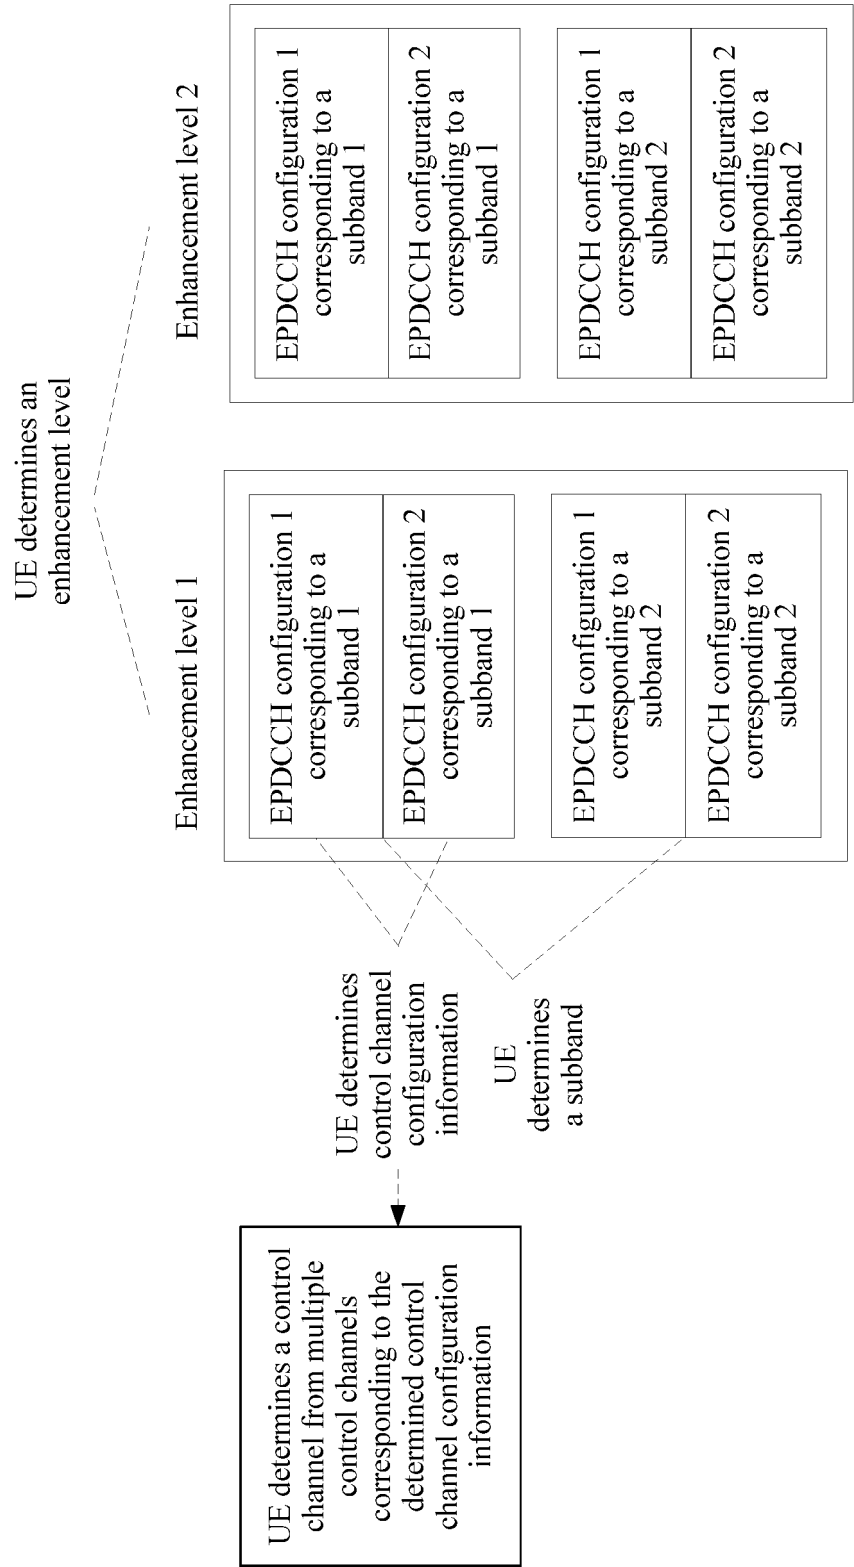 UE determines an
enhancement level
Enhancement level 1
Enhancement level 2
UE determines a control
channel from multiple
control channels
corresponding to the
determined control
channel configuration
information
UE determines
control channel
configuration
information
UE
determines
a subband
EPDCCH configuration 1
corresponding to a
subband 1
EPDCCH configuration 2
corresponding to a
subband 1
EPDCCH configuration 1
corresponding to a
subband 2
EPDCCH configuration 2
corresponding to a
subband 2
EPDCCH configuration 1
corresponding to a
subband 1
EPDCCH configuration 2
corresponding to a
subband 1
EPDCCH configuration 1
corresponding to a
subband 2
EPDCCH configuration 2
corresponding to a
subband 2